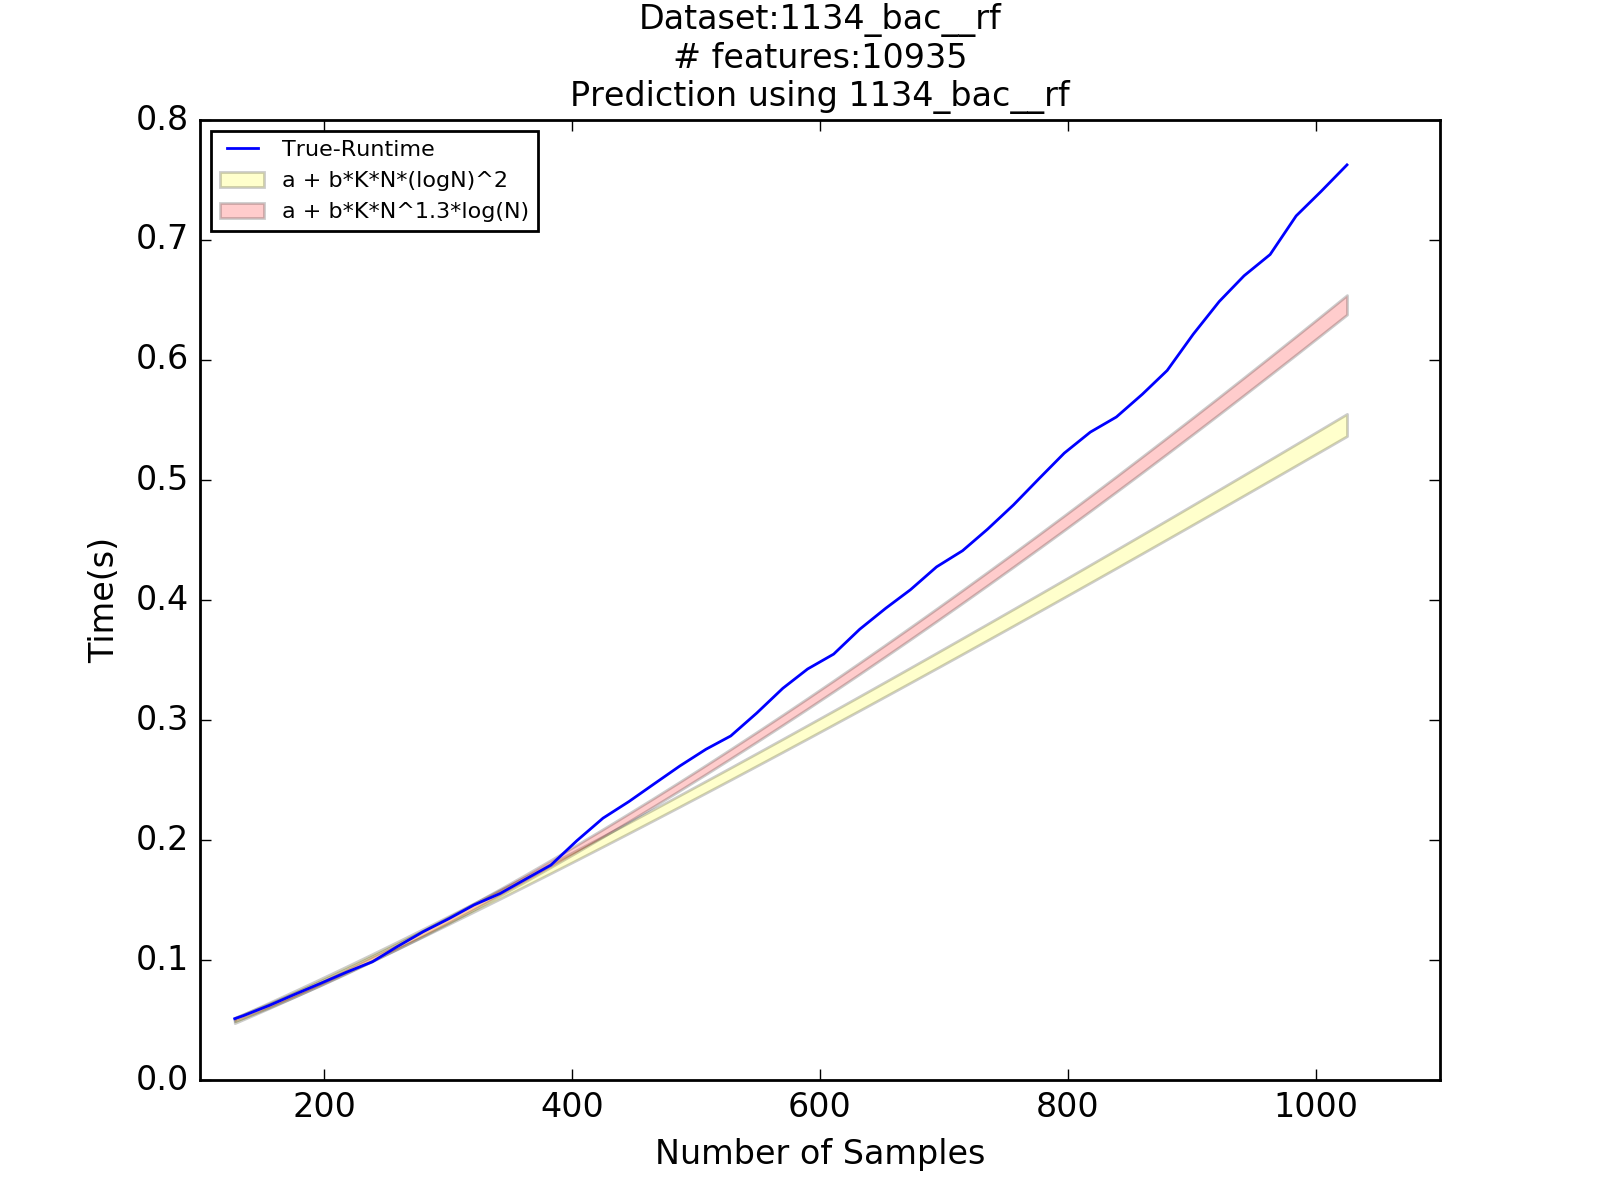 Dataset:1134_bac__rf
# features:10935
Prediction using 1134_bac__rf
True-Runtime
a + b*K*N*(logN)^2
a + b*K*N^1.3*log(N)
0.8
0.7
0.6
0.5
0.4
0.3
0.2
0.1
0.0
Time(s)
200 400 600 800 1000
Number of Samples